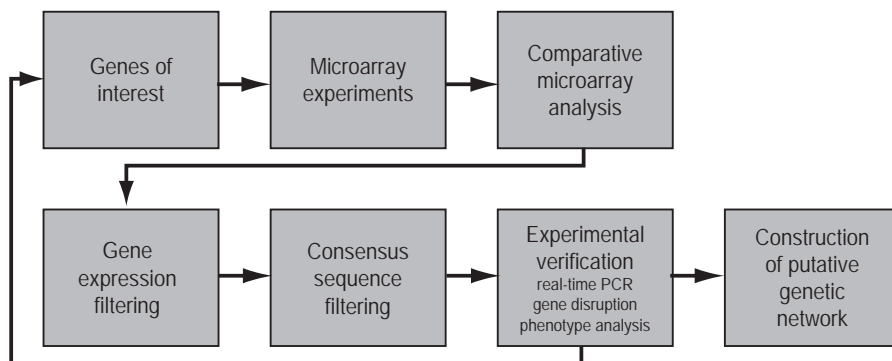 Genes of
interest
Microarray
experiments
Comparative
microarray
analysis
Gene
expression
filtering
Consensus
sequence
filtering
Experimental
verification
real-time PCR
gene disruption
phenotype analysis
Construction
of putative
genetic
network